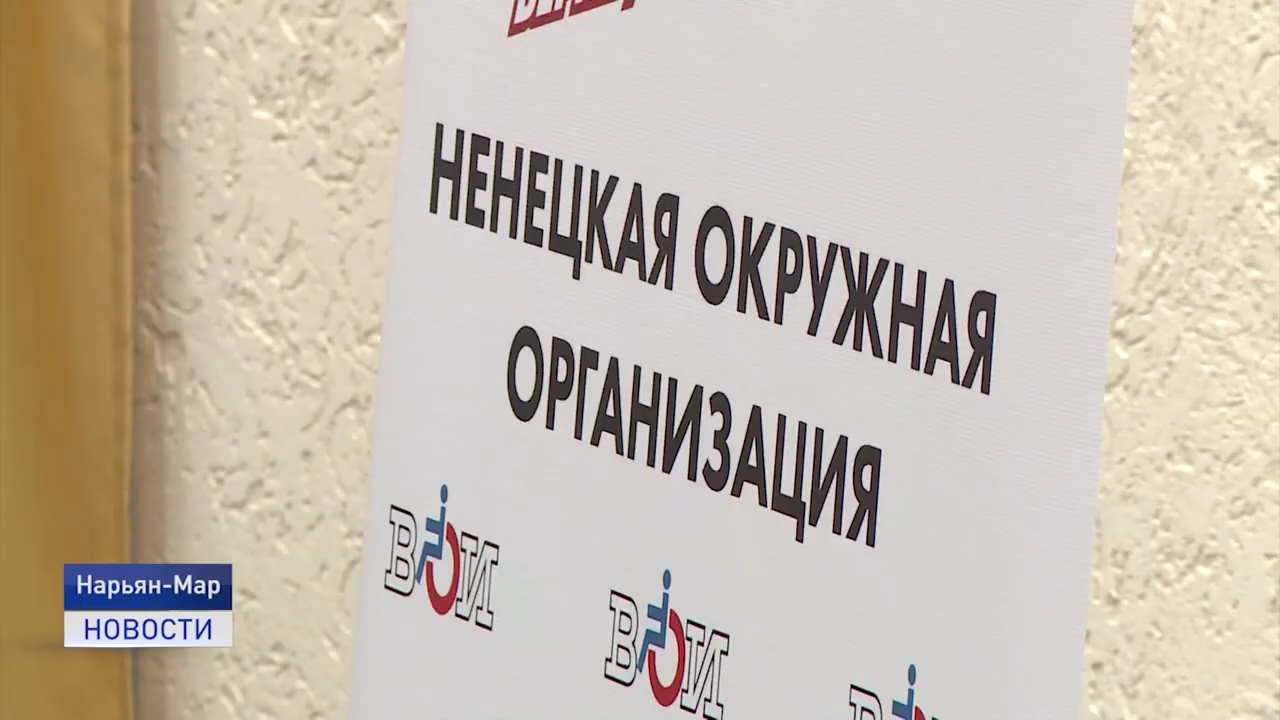 НЕНЕЦКАЯ ОКРУЖНАЯ
ОРГАНИЗАЦИЯ
ВОИ
ВОИ
Нарьян-Мар
НОВОСТИ